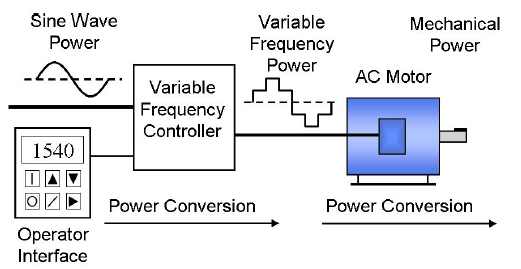 Sine Wave
Power
Variable
Frequency
Power
Mechanical
Power
AC Motor
Variable
Frequency
Controller
1540
Power Conversion
Power Conversion
Operator
Interface